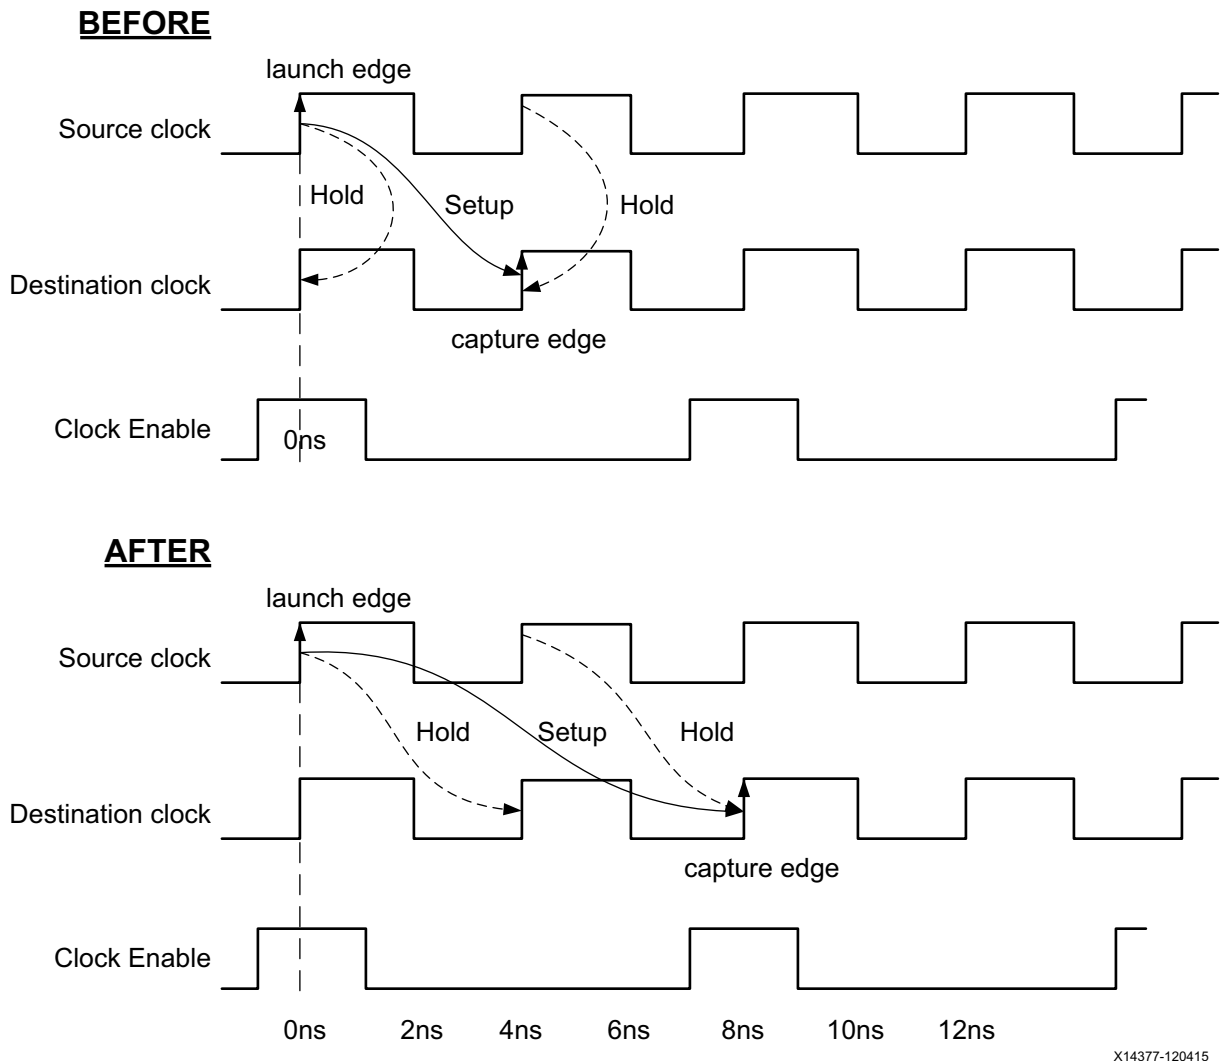 BEFORE
launch edge
Source clock
Hold
Setup
Hold
Destination clock
capture edge
Clock Enable
0ns
AFTER
launch edge
Source clock
Hold
Setup
Hold
Destination clock
capture edge
Clock Enable
0ns 2ns 4ns 6ns 8ns 10ns 12ns
X14377-120415